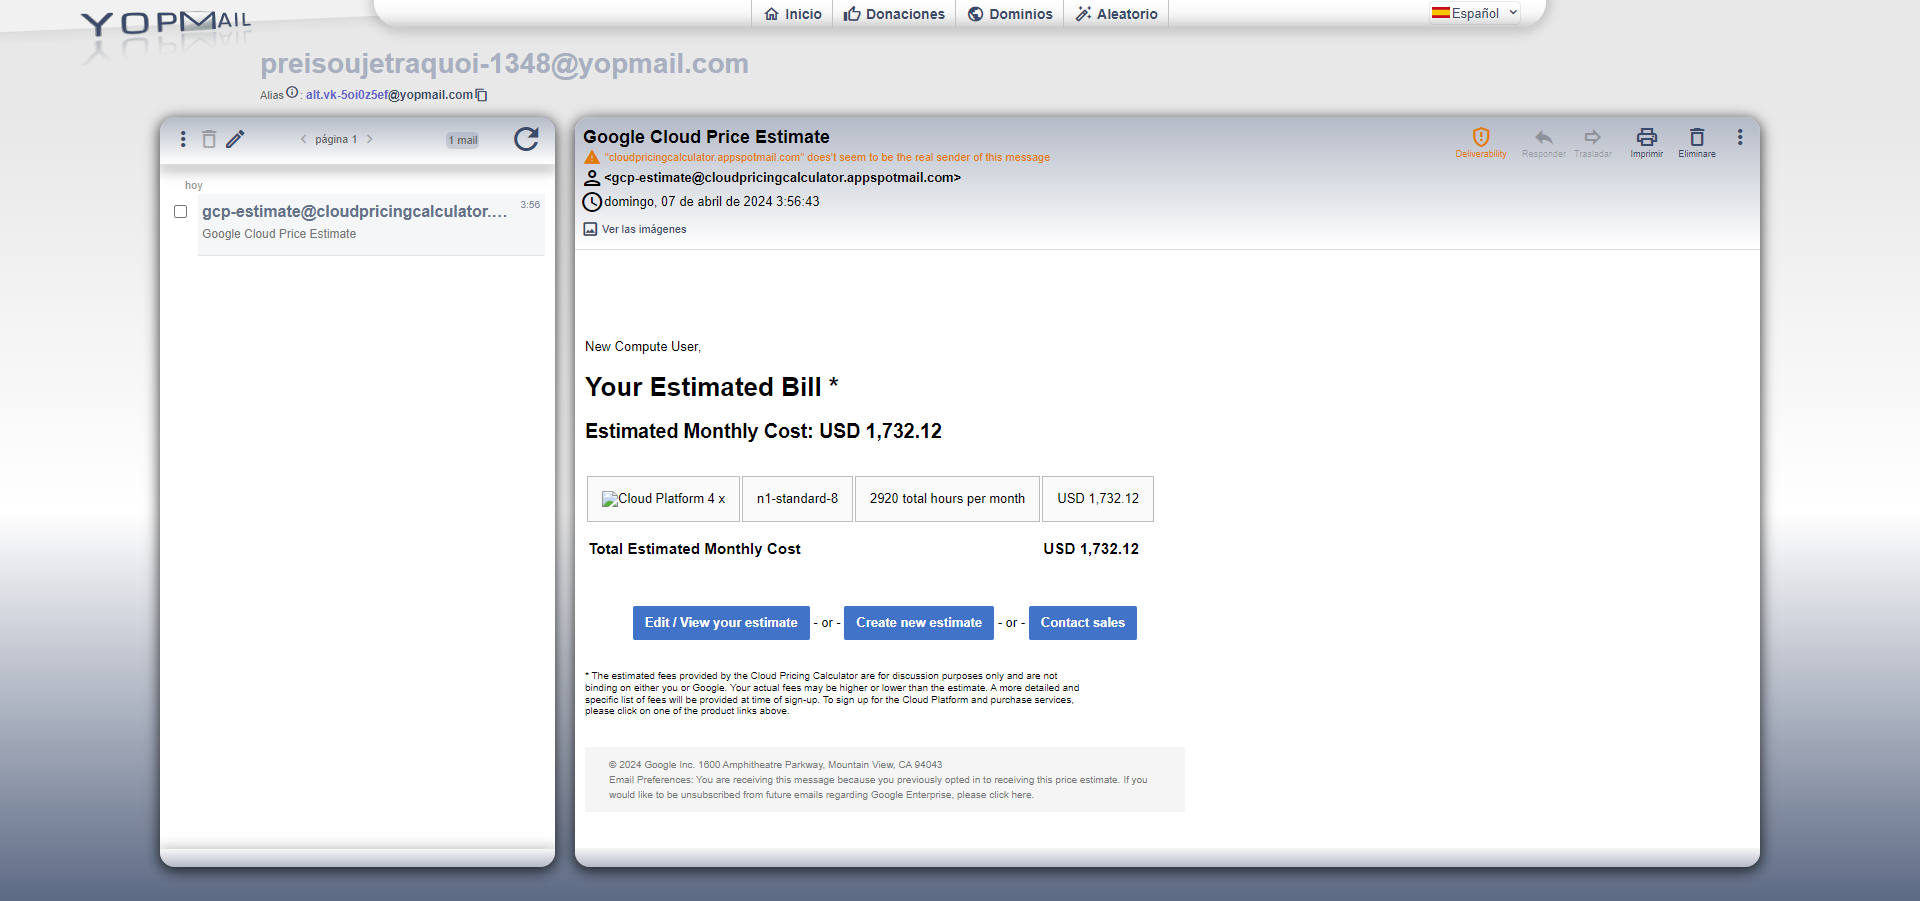 YOPMAIL
Inicio
Donaciones
Dominios
Aleatorio
Español
preisoujetraquoi-1348@yopmail.com
Alias : alt.vk-5oi0z5ef@yopmail.com
página 1
1 mail
hoy
gcp-estimate@cloudpricingcalculator.... 3:56
Google Cloud Price Estimate
Google Cloud Price Estimate
"cloudpricingcalculator.appspotmail.com" does't seem to be the real sender of this message
<gcp-estimate@cloudpricingcalculator.appspotmail.com>
domingo, 07 de abril de 2024 3:56:43
Ver las imágenes
Deliverability
Responder
Trasladar
Imprimir
Eliminare
New Compute User,
Your Estimated Bill *
Estimated Monthly Cost: USD 1,732.12
Cloud Platform 4 x n1-standard-8 2920 total hours per month USD 1,732.12
Total Estimated Monthly Cost USD 1,732.12
Edit / View your estimate - or - Create new estimate - or - Contact sales
* The estimated fees provided by the Cloud Pricing Calculator are for discussion purposes only and are not
binding on either you or Google. Your actual fees may be higher or lower than the estimate. A more detailed and
specific list of fees will be provided at time of sign-up. To sign up for the Cloud Platform and purchase services,
please click on one of the product links above.
© 2024 Google Inc. 1600 Amphitheatre Parkway, Mountain View, CA 94043
Email Preferences: You are receiving this message because you previously opted in to receiving this price estimate. If you
would like to be unsubscribed from future emails regarding Google Enterprise, please click here.